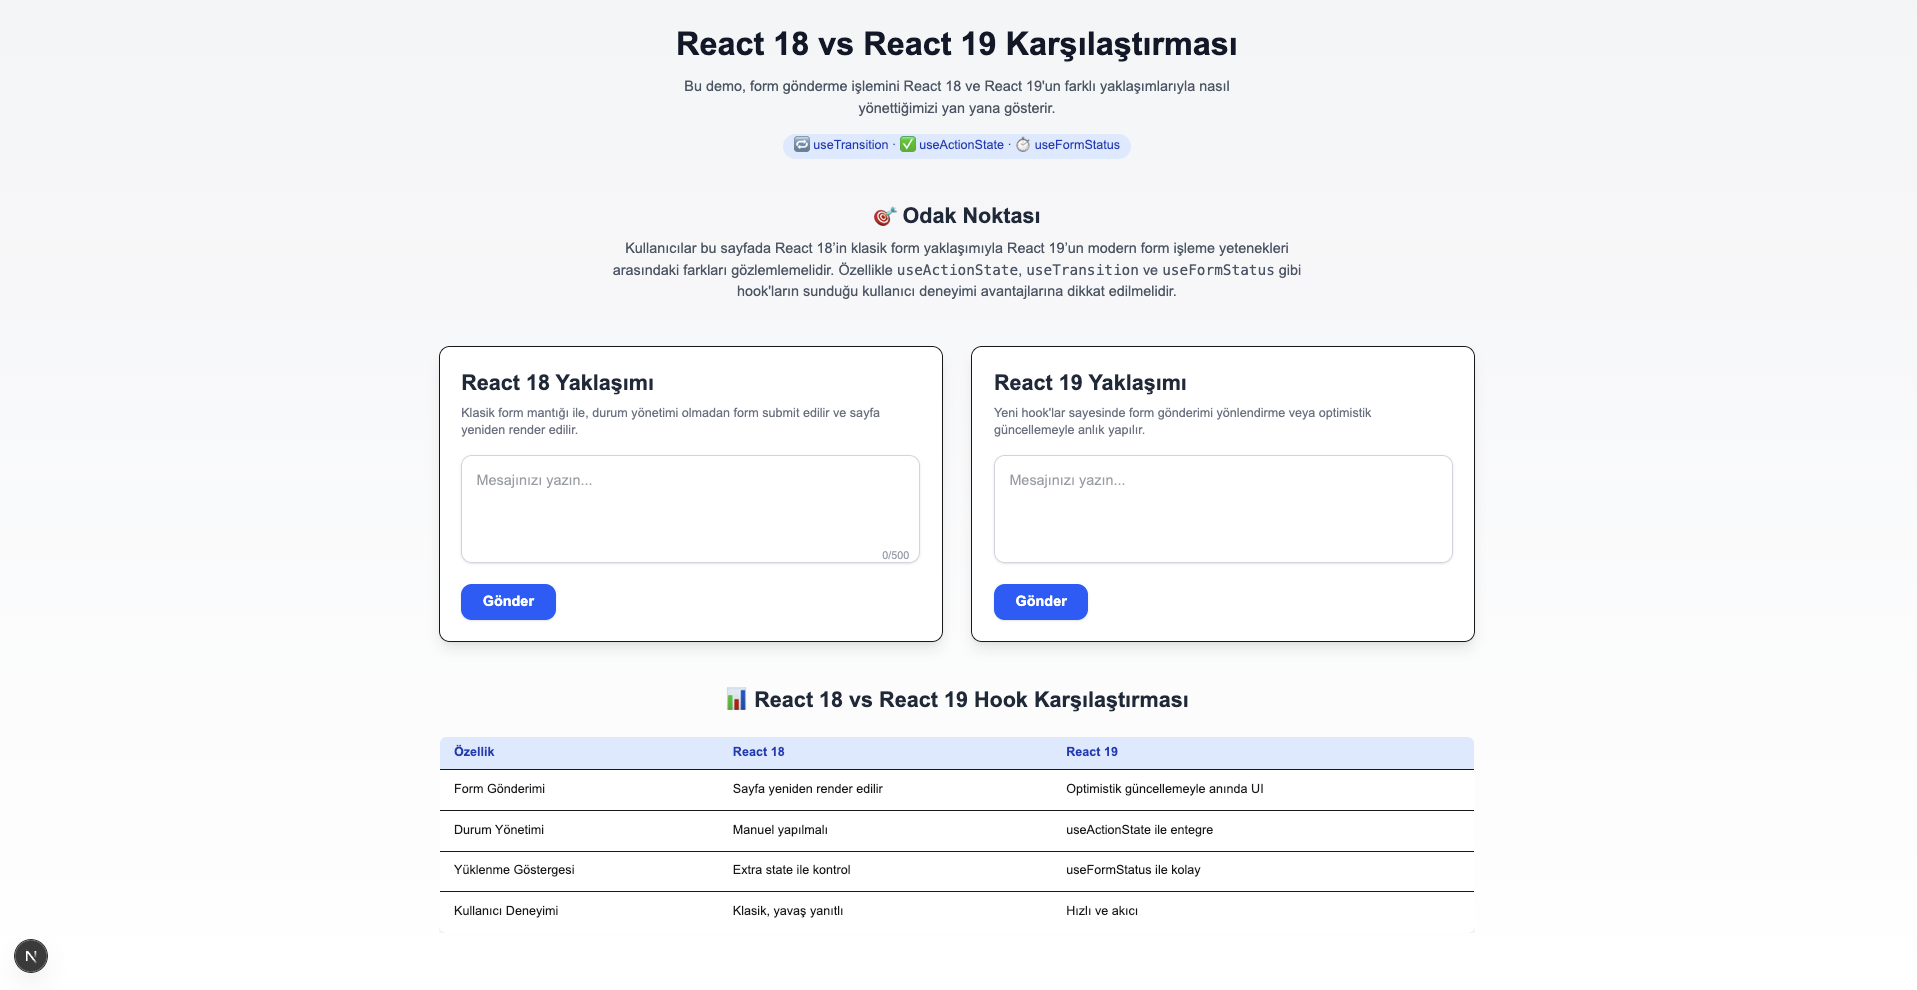 React 18 vs React 19 Karşılaştırması
Bu demo, form gönderme işlemini React 18 ve React 19'un farklı yaklaşımlarıyla nasıl
yönettiğimizi yan yana gösterir.
🔁 useTransition · ✅ useActionState · ⏱️ useFormStatus
🎯 Odak Noktası
Kullanıcılar bu sayfada React 18’in klasik form yaklaşımıyla React 19’un modern form işleme yetenekleri
arasındaki farkları gözlemlemelidir. Özellikle useActionState, useTransition ve useFormStatus gibi
hook'ların sunduğu kullanıcı deneyimi avantajlarına dikkat edilmelidir.
React 18 Yaklaşımı
Klasik form mantığı ile, durum yönetimi olmadan form submit edilir ve sayfa
yeniden render edilir.
Mesajınızı yazın...
0/500
Gönder
React 19 Yaklaşımı
Yeni hook'lar sayesinde form gönderimi yönlendirme veya optimistik
güncellemeyle anlık yapılır.
Mesajınızı yazın...
Gönder
📊 React 18 vs React 19 Hook Karşılaştırması
Özellik React 18 React 19
Form Gönderimi Sayfa yeniden render edilir Optimistik güncellemeyle anında UI
Durum Yönetimi Manuel yapılmalı useActionState ile entegre
Yüklenme Göstergesi Extra state ile kontrol useFormStatus ile kolay
Kullanıcı Deneyimi Klasik, yavaş yanıtlı Hızlı ve akıcı
N